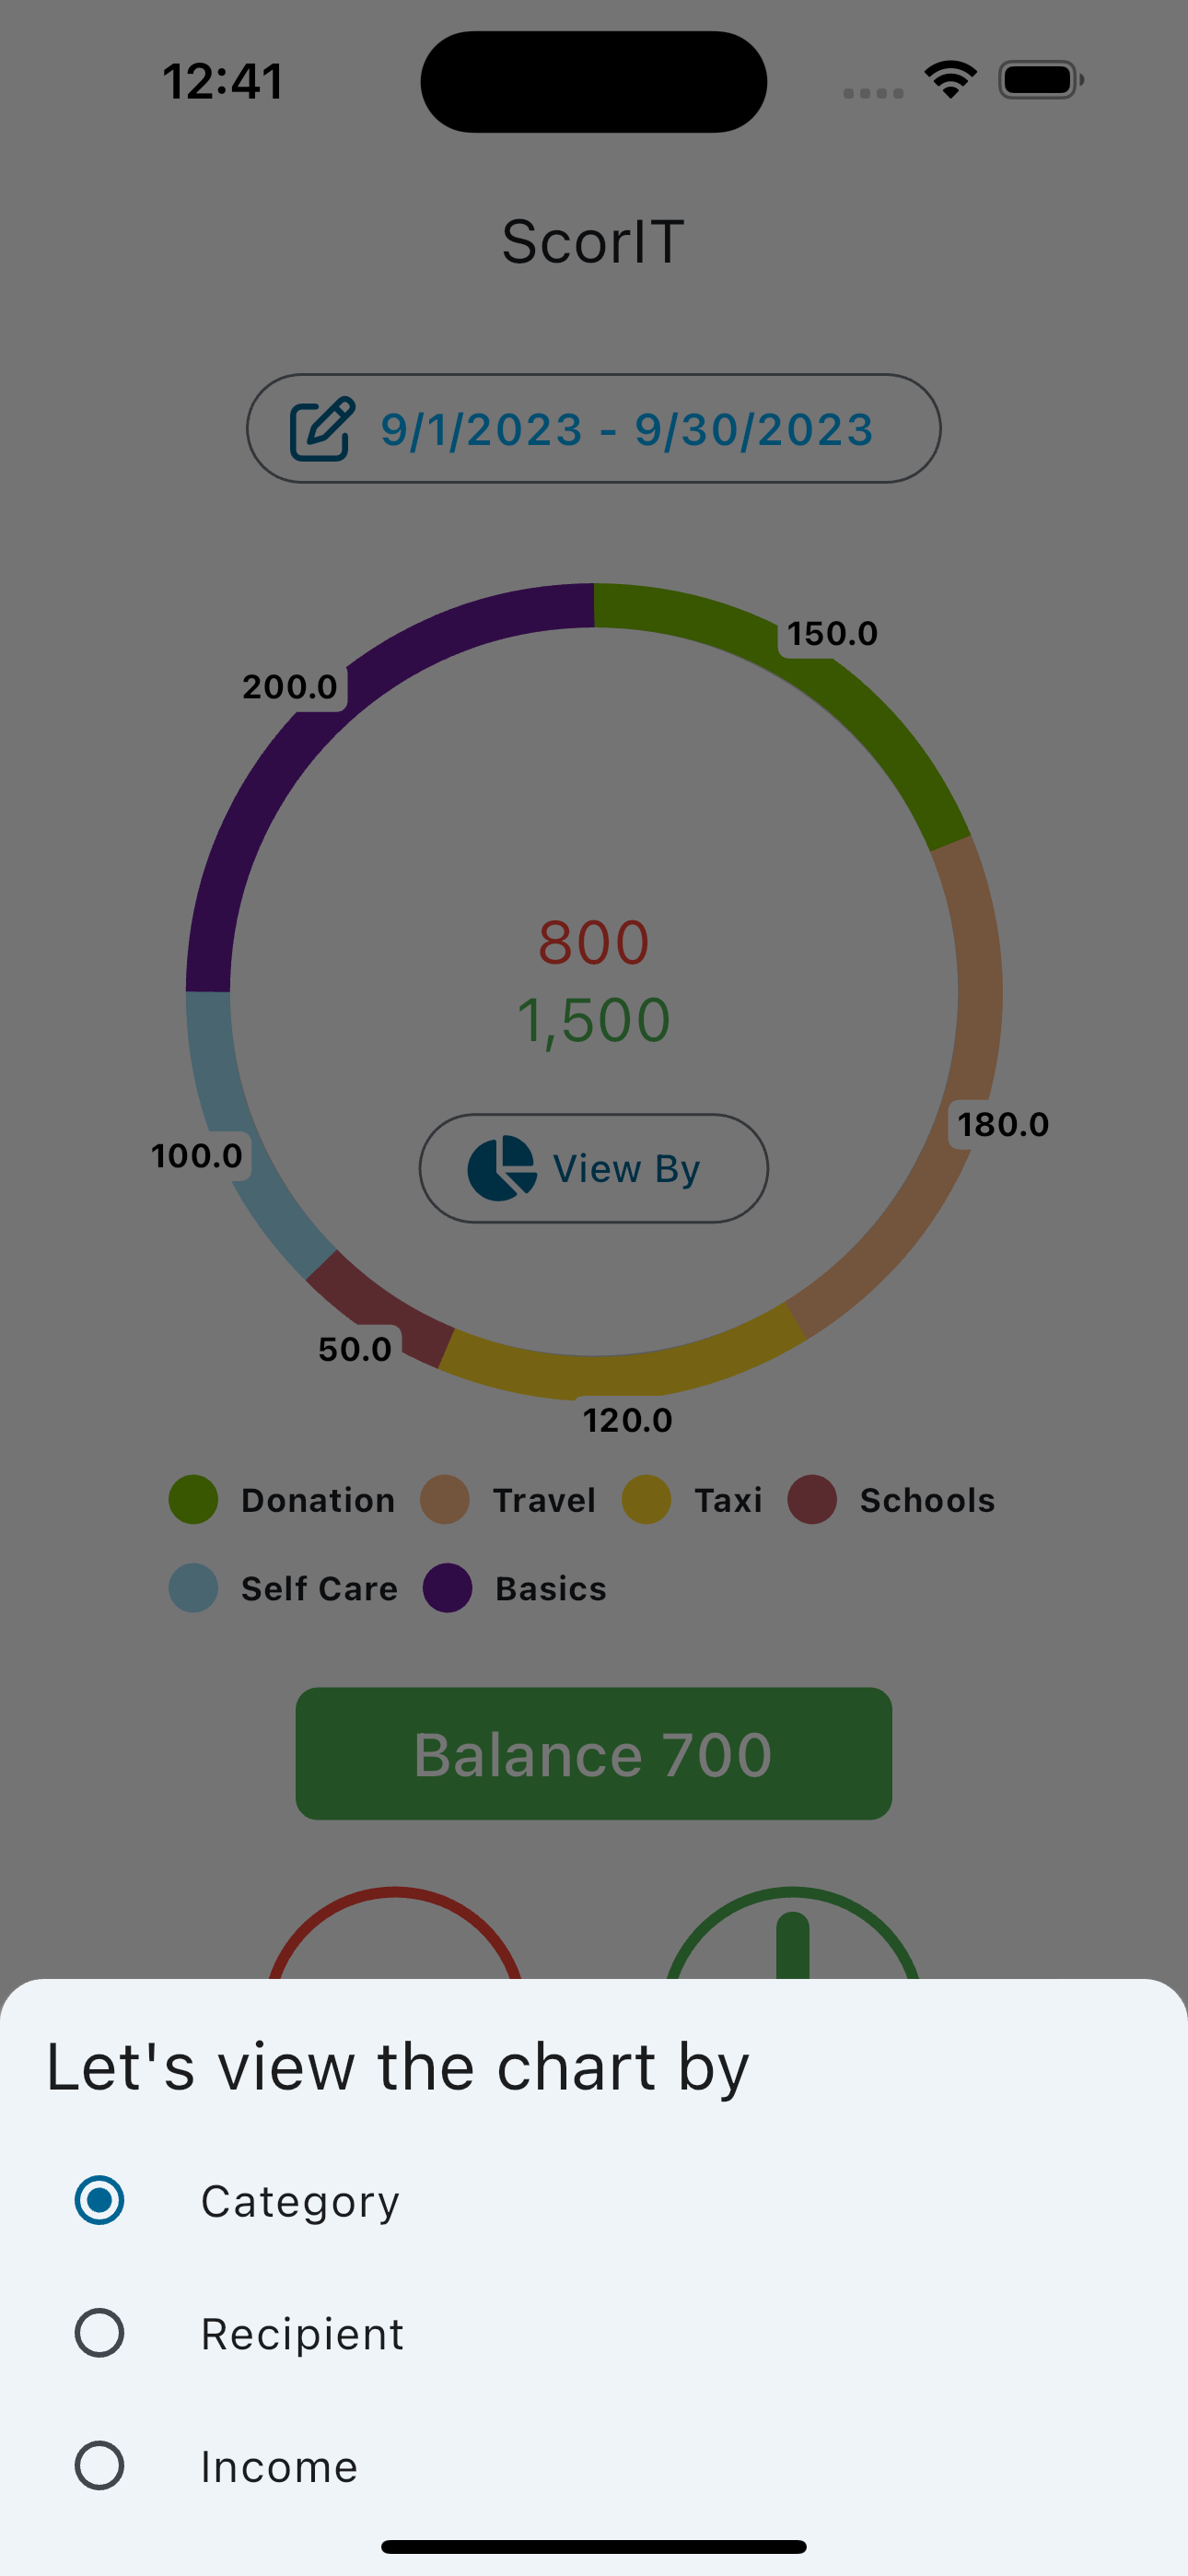 12:41
ScorIT
9/1/2023 - 9/30/2023
150.0
200.0
800
1,500
180.0
100.0
View By
50.0
120.0
Donation Travel Taxi Schools
Self Care Basics
Balance 700
Let's view the chart by
Category
Recipient
Income